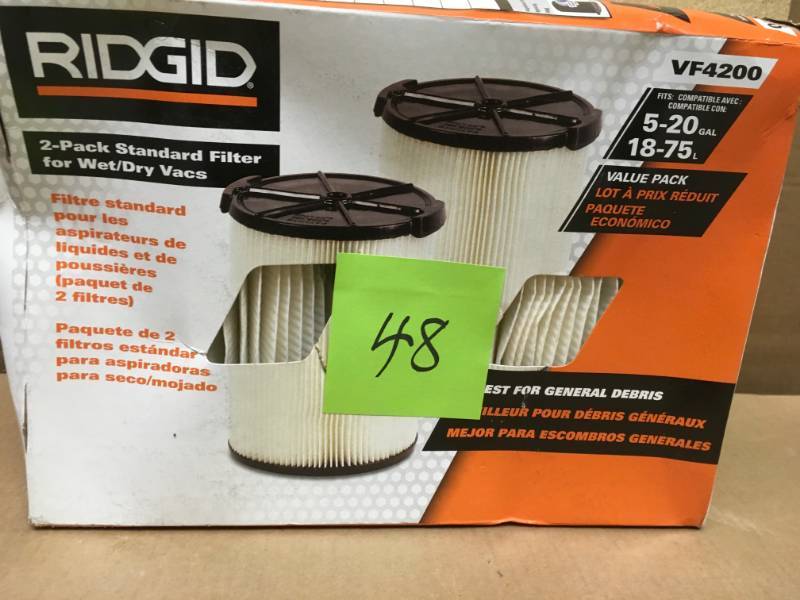 RIDGID
2-Pack Standard Filter
for Wet/Dry Vacs
Filtre standard
pour les
aspirateurs de
liquides et de
poussières
(paquet de
2 filtres)
Paquete de 2
filtros estándar
para aspiradoras
para seco/mojado
VF4200
FITS: COMPATIBLE AVEC:
COMPATIBLE CON:
5-20 GAL
18-75 L
VALUE PACK
LOT À PRIX RÉDUIT
PAQUETE
ECONÓMICO
48
EST FOR GENERAL DEBRIS
ILLEUR POUR DÉBRIS GÉNÉRAUX
MEJOR PARA ESCOMBROS GENERALES